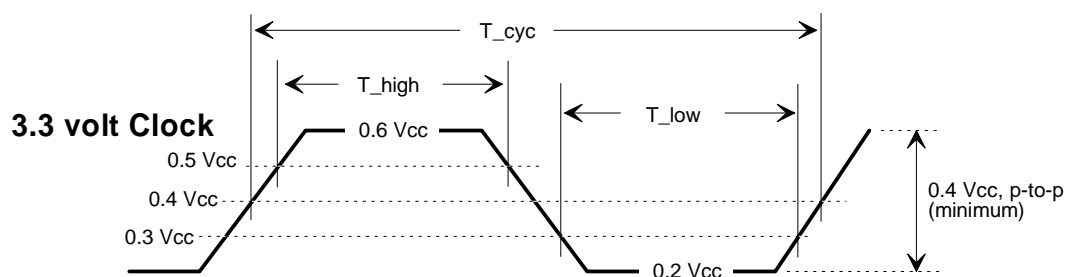 T_cyc
T_high
T_low
3.3 volt Clock
0.6 Vcc
0.5 Vcc
0.4 Vcc
0.3 Vcc
0.2 Vcc
0.4 Vcc, p-to-p
(minimum)